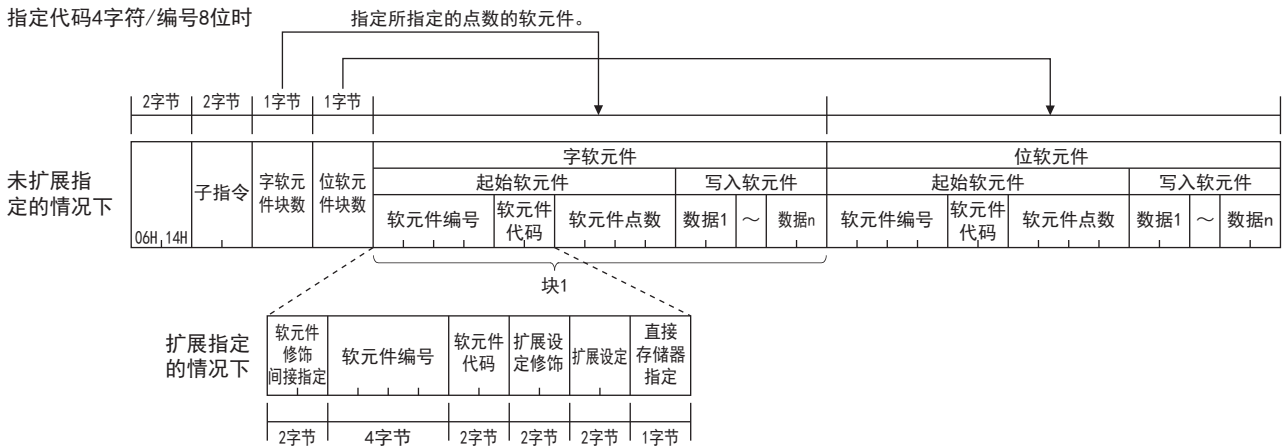 指定代码4字符/编号8位时
指定所指定的点数的软元件。
2字节 2字节 1字节 1字节
未扩展指
定的情况下
06H 14H
子指令
字软元
件块数
位软元
件块数
字软元件
位软元件
起始软元件
写入软元件
起始软元件
写入软元件
软元件编号
软元件
代码
软元件点数
数据1
～
数据n
软元件编号
软元件
代码
软元件点数
数据1
～
数据n
块1
扩展指定
的情况下
软元件
修饰
间接指定
软元件编号
软元件
代码
扩展设
定修饰
扩展设定
直接
存储器
指定
2字节 4字节 2字节 2字节 2字节 1字节